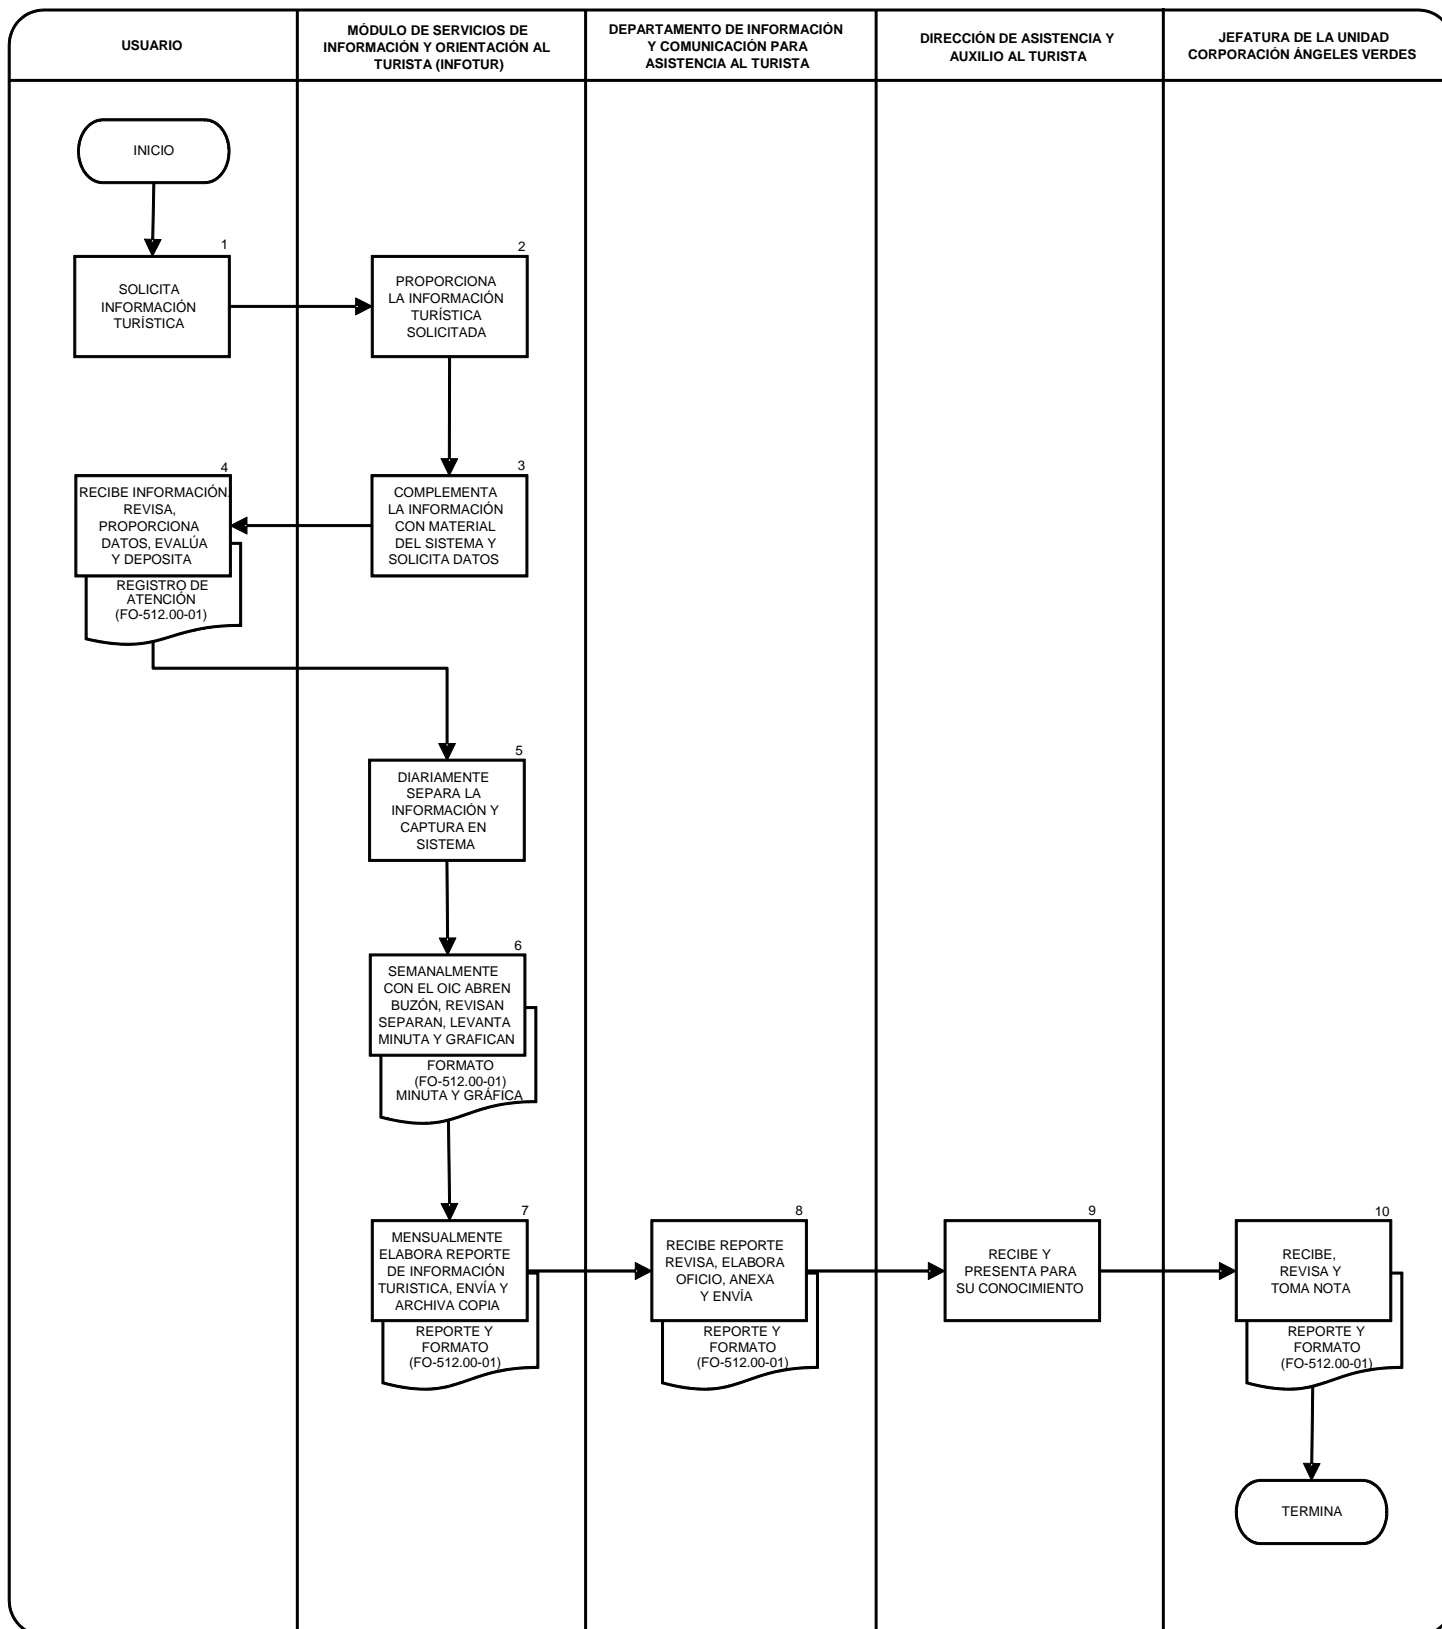 USUARIO
MÓDULO DE SERVICIOS DE
INFORMACIÓN Y ORIENTACIÓN AL
TURISTA (INFOTUR)
DEPARTAMENTO DE INFORMACIÓN
Y COMUNICACIÓN PARA
ASISTENCIA AL TURISTA
DIRECCIÓN DE ASISTENCIA Y
AUXILIO AL TURISTA
JEFATURA DE LA UNIDAD
CORPORACIÓN ÁNGELES VERDES
INICIO
1
SOLICITA
INFORMACIÓN
TURÍSTICA
2
PROPORCIONA
LA INFORMACIÓN
TURÍSTICA
SOLICITADA
3
COMPLEMENTA
LA INFORMACIÓN
CON MATERIAL
DEL SISTEMA Y
SOLICITA DATOS
4
RECIBE INFORMACIÓN,
REVISA,
PROPORCIONA
DATOS, EVALÚA
Y DEPOSITA
REGISTRO DE
ATENCIÓN
(FO-512.00-01)
5
DIARIAMENTE
SEPARA LA
INFORMACIÓN Y
CAPTURA EN
SISTEMA
6
SEMANALMENTE
CON EL OIC ABREN
BUZÓN, REVISAN
SEPARAN, LEVANTA
MINUTA Y GRAFICAN
FORMATO
(FO-512.00-01)
MINUTA Y GRÁFICA
7
MENSUALMENTE
ELABORA REPORTE
DE INFORMACIÓN
TURISTICA, ENVÍA Y
ARCHIVA COPIA
REPORTE Y
FORMATO
(FO-512.00-01)
8
RECIBE REPORTE
REVISA, ELABORA
OFICIO, ANEXA
Y ENVÍA
REPORTE Y
FORMATO
(FO-512.00-01)
9
RECIBE Y
PRESENTA PARA
SU CONOCIMIENTO
10
RECIBE,
REVISA Y
TOMA NOTA
REPORTE Y
FORMATO
(FO-512.00-01)
TERMINA